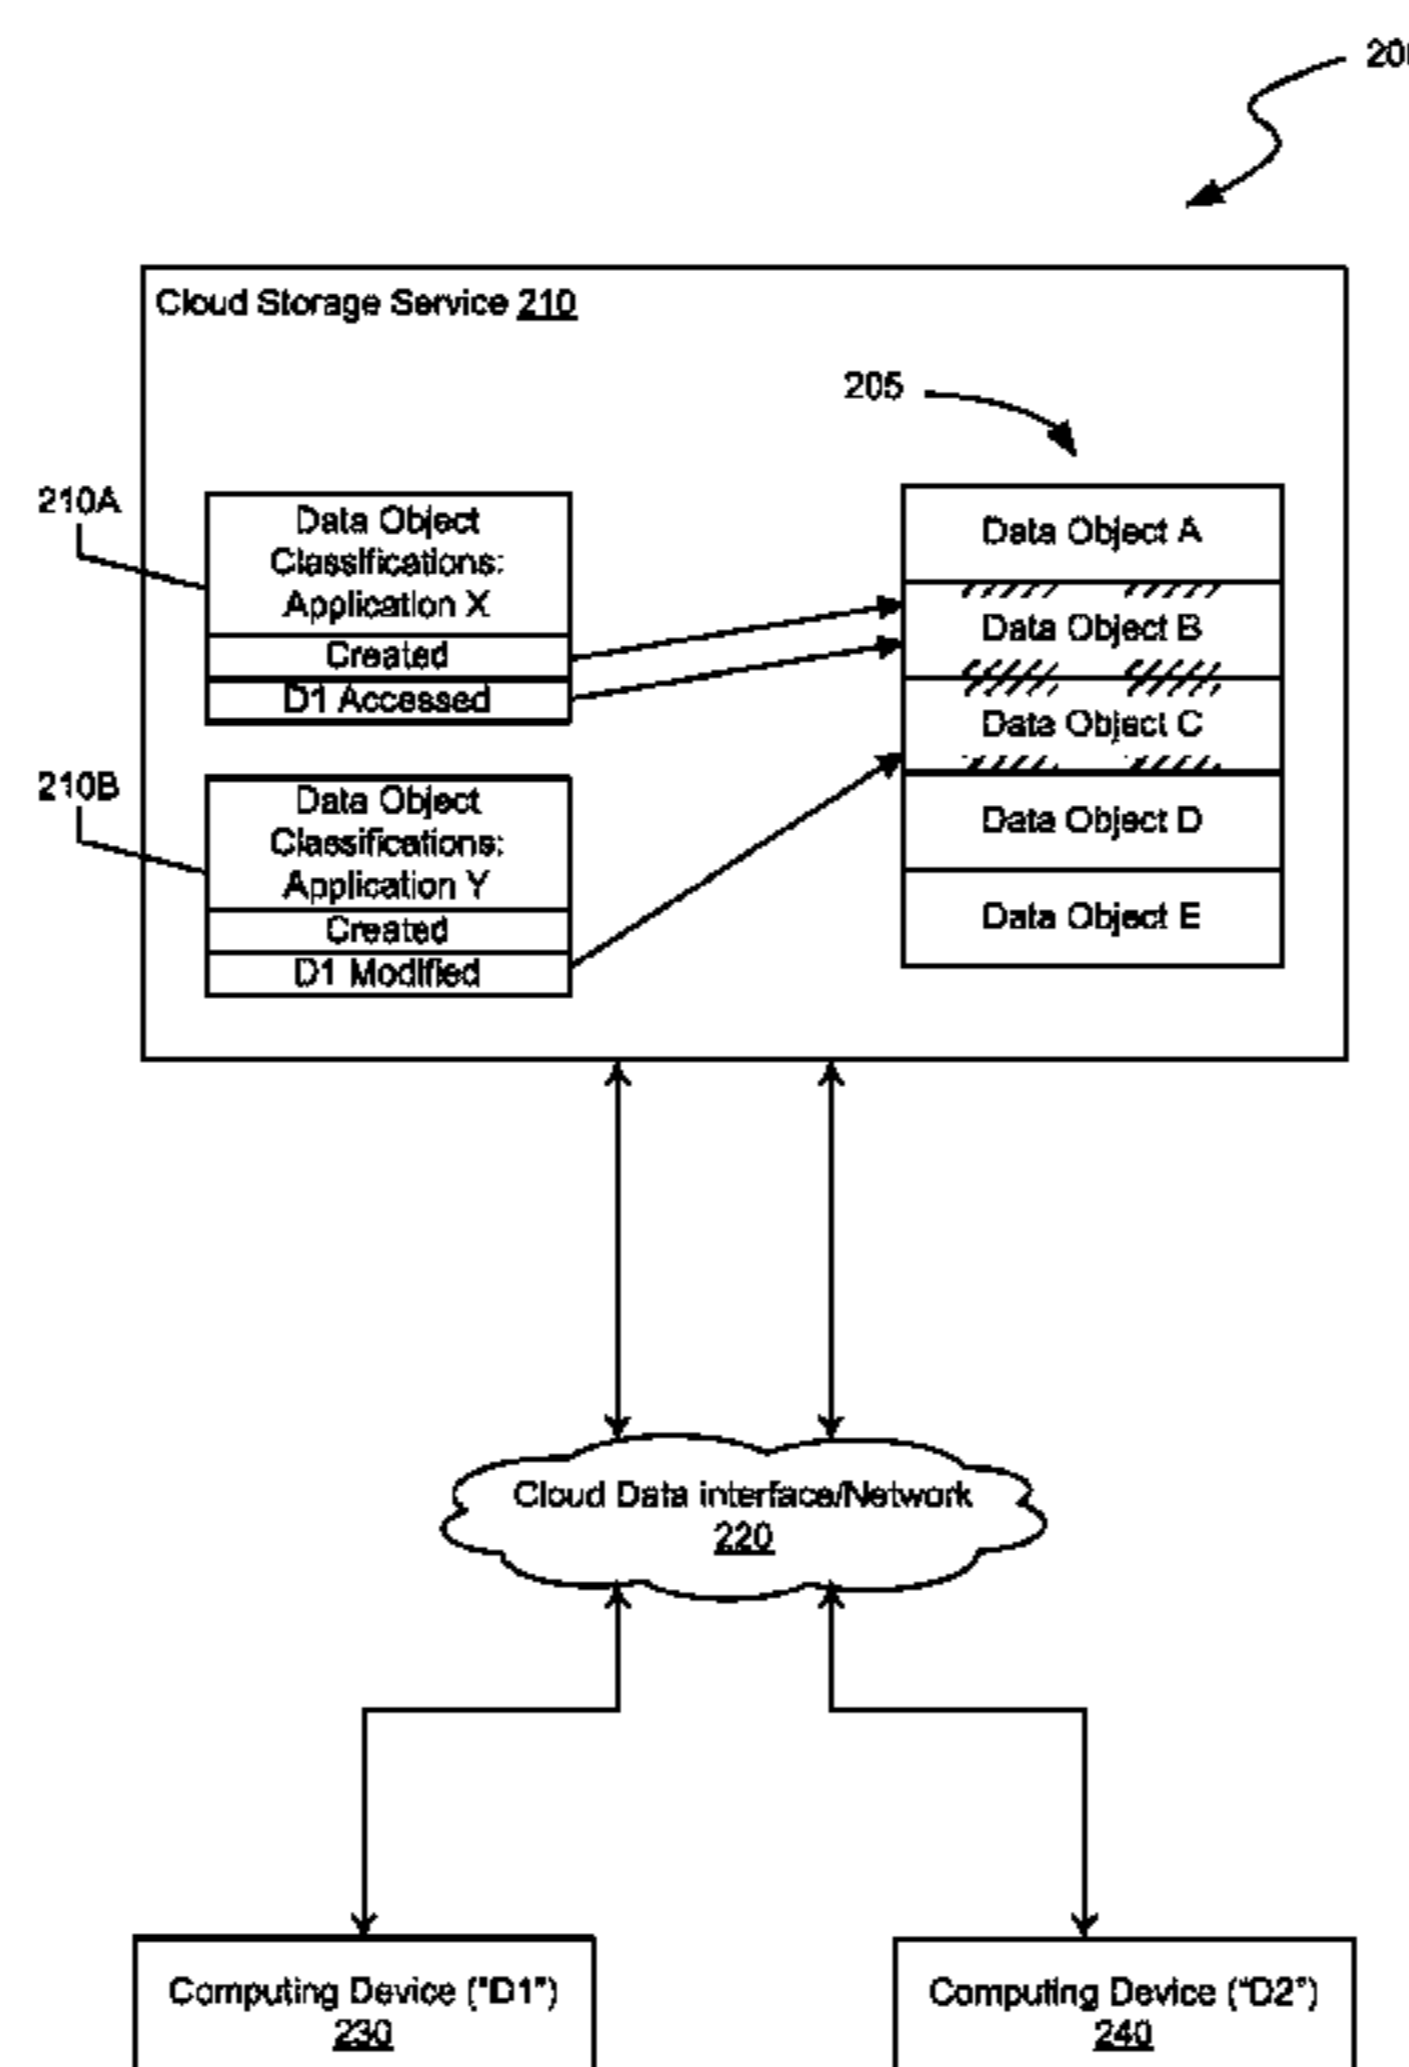 Cloud Storage Service 210
205
210A
Data Object
Classifications:
Application X
Created
D1 Accessed
210B
Data Object
Classifications:
Application Y
Created
D1 Modified
Data Object A
Data Object B
Data Object C
Data Object D
Data Object E
Cloud Data interface/Network
220
Computing Device ("D1")
230
Computing Device ("D2")
240